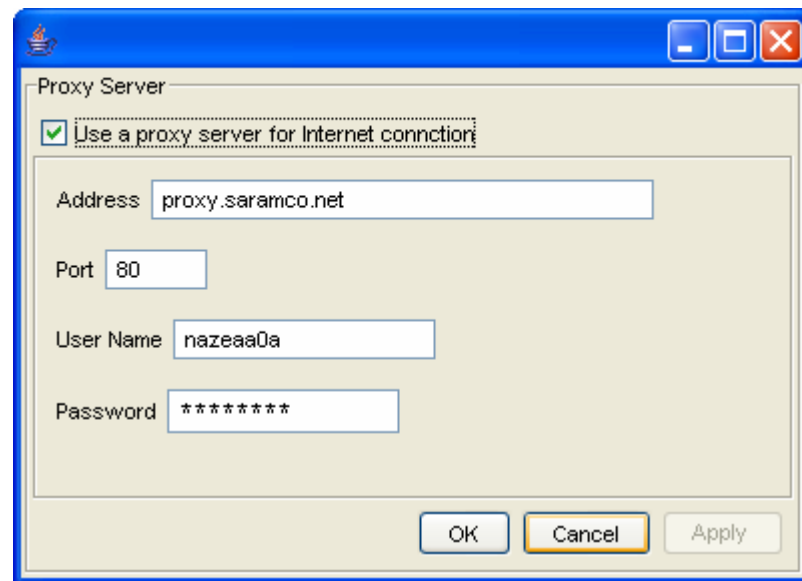 Proxy Server
Use a proxy server for Internet connction
Address proxy.saramco.net
Port 80
User Name nazeaa0a
Password ********
OK Cancel Apply